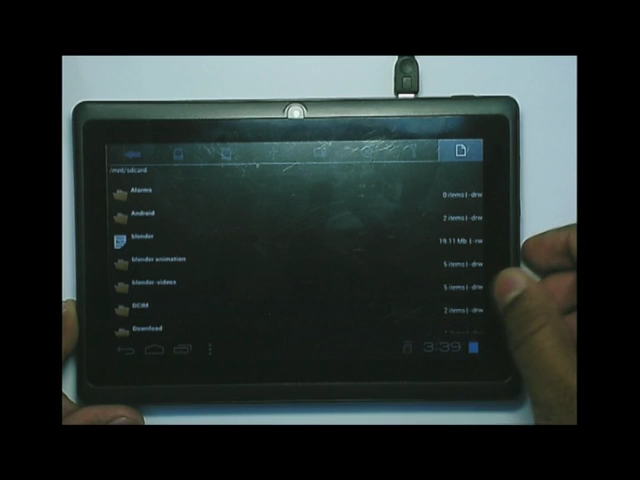 /mnt/sdcard
Alarms
0 items | -drw
Android
2 items | -drw
blender
19.11 Mb | -rw
blender animation
5 items | -drw
blender-videos
5 items | -drw
DCIM
2 items | -drw
Download
3:39